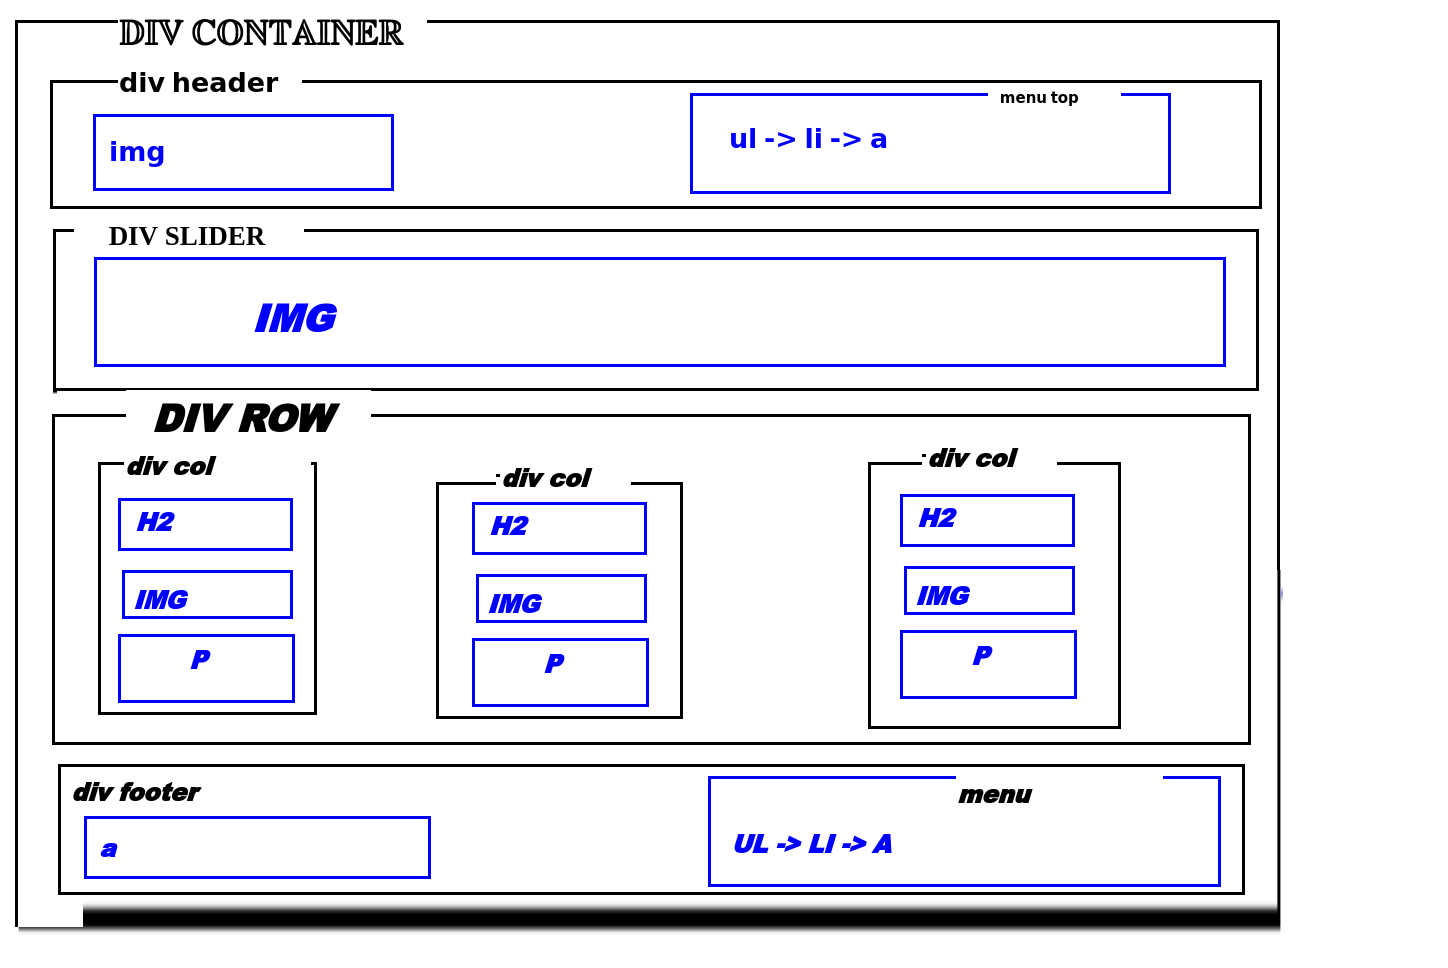 DIV CONTAINER
div header
menu top
img
ul -> li -> a
DIV SLIDER
IMG
DIV ROW
div col
H2
IMG
P
div col
H2
IMG
P
div col
H2
IMG
P
div footer
a
menu
UL -> LI -> A